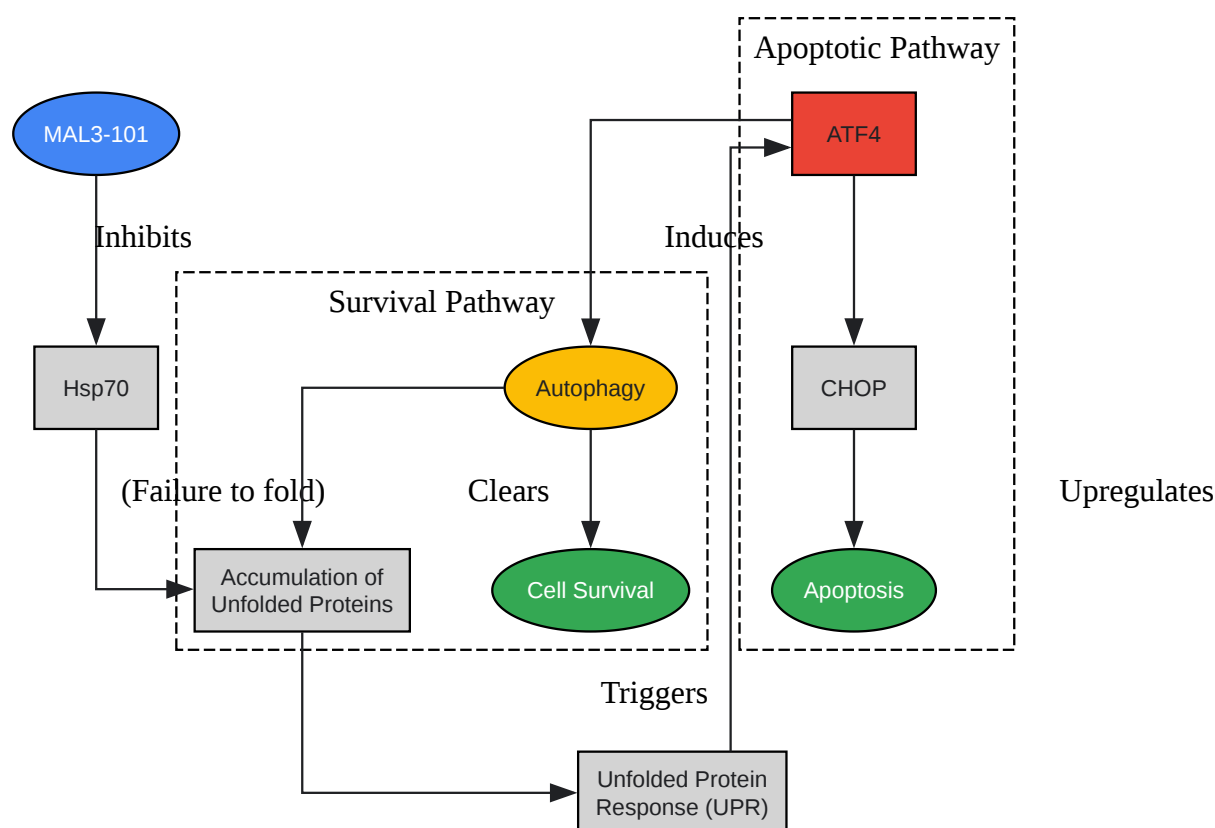 Apoptotic Pathway
MAL3-101
ATF4
Inhibits
Induces
Survival Pathway
Hsp70
Autophagy
CHOP
(Failure to fold)
Clears
Upregulates
Accumulation of
Unfolded Proteins
Cell Survival
Apoptosis
Triggers
Unfolded Protein
Response (UPR)